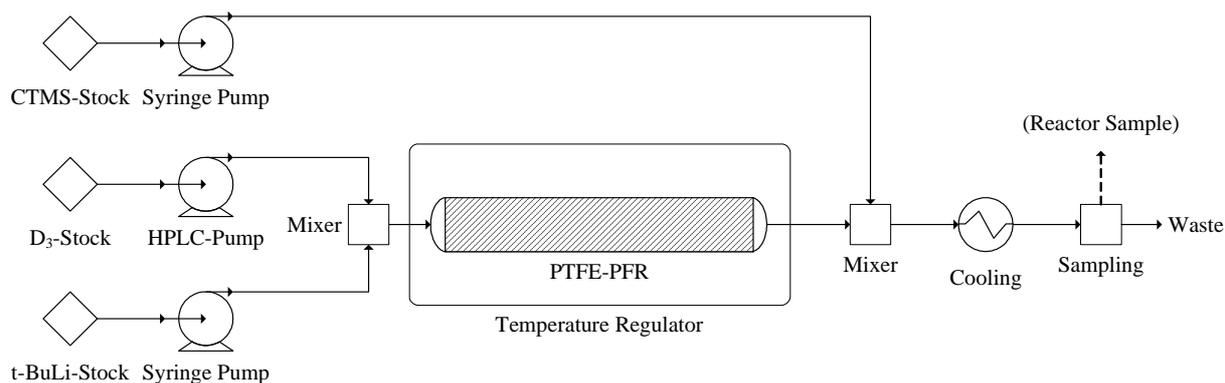 CTMS-Stock
Syringe Pump
(Reactor Sample)
D₃-Stock
HPLC-Pump
Mixer
PTFE-PFR
Mixer
Cooling
Sampling
Waste
Temperature Regulator
t-BuLi-Stock
Syringe Pump